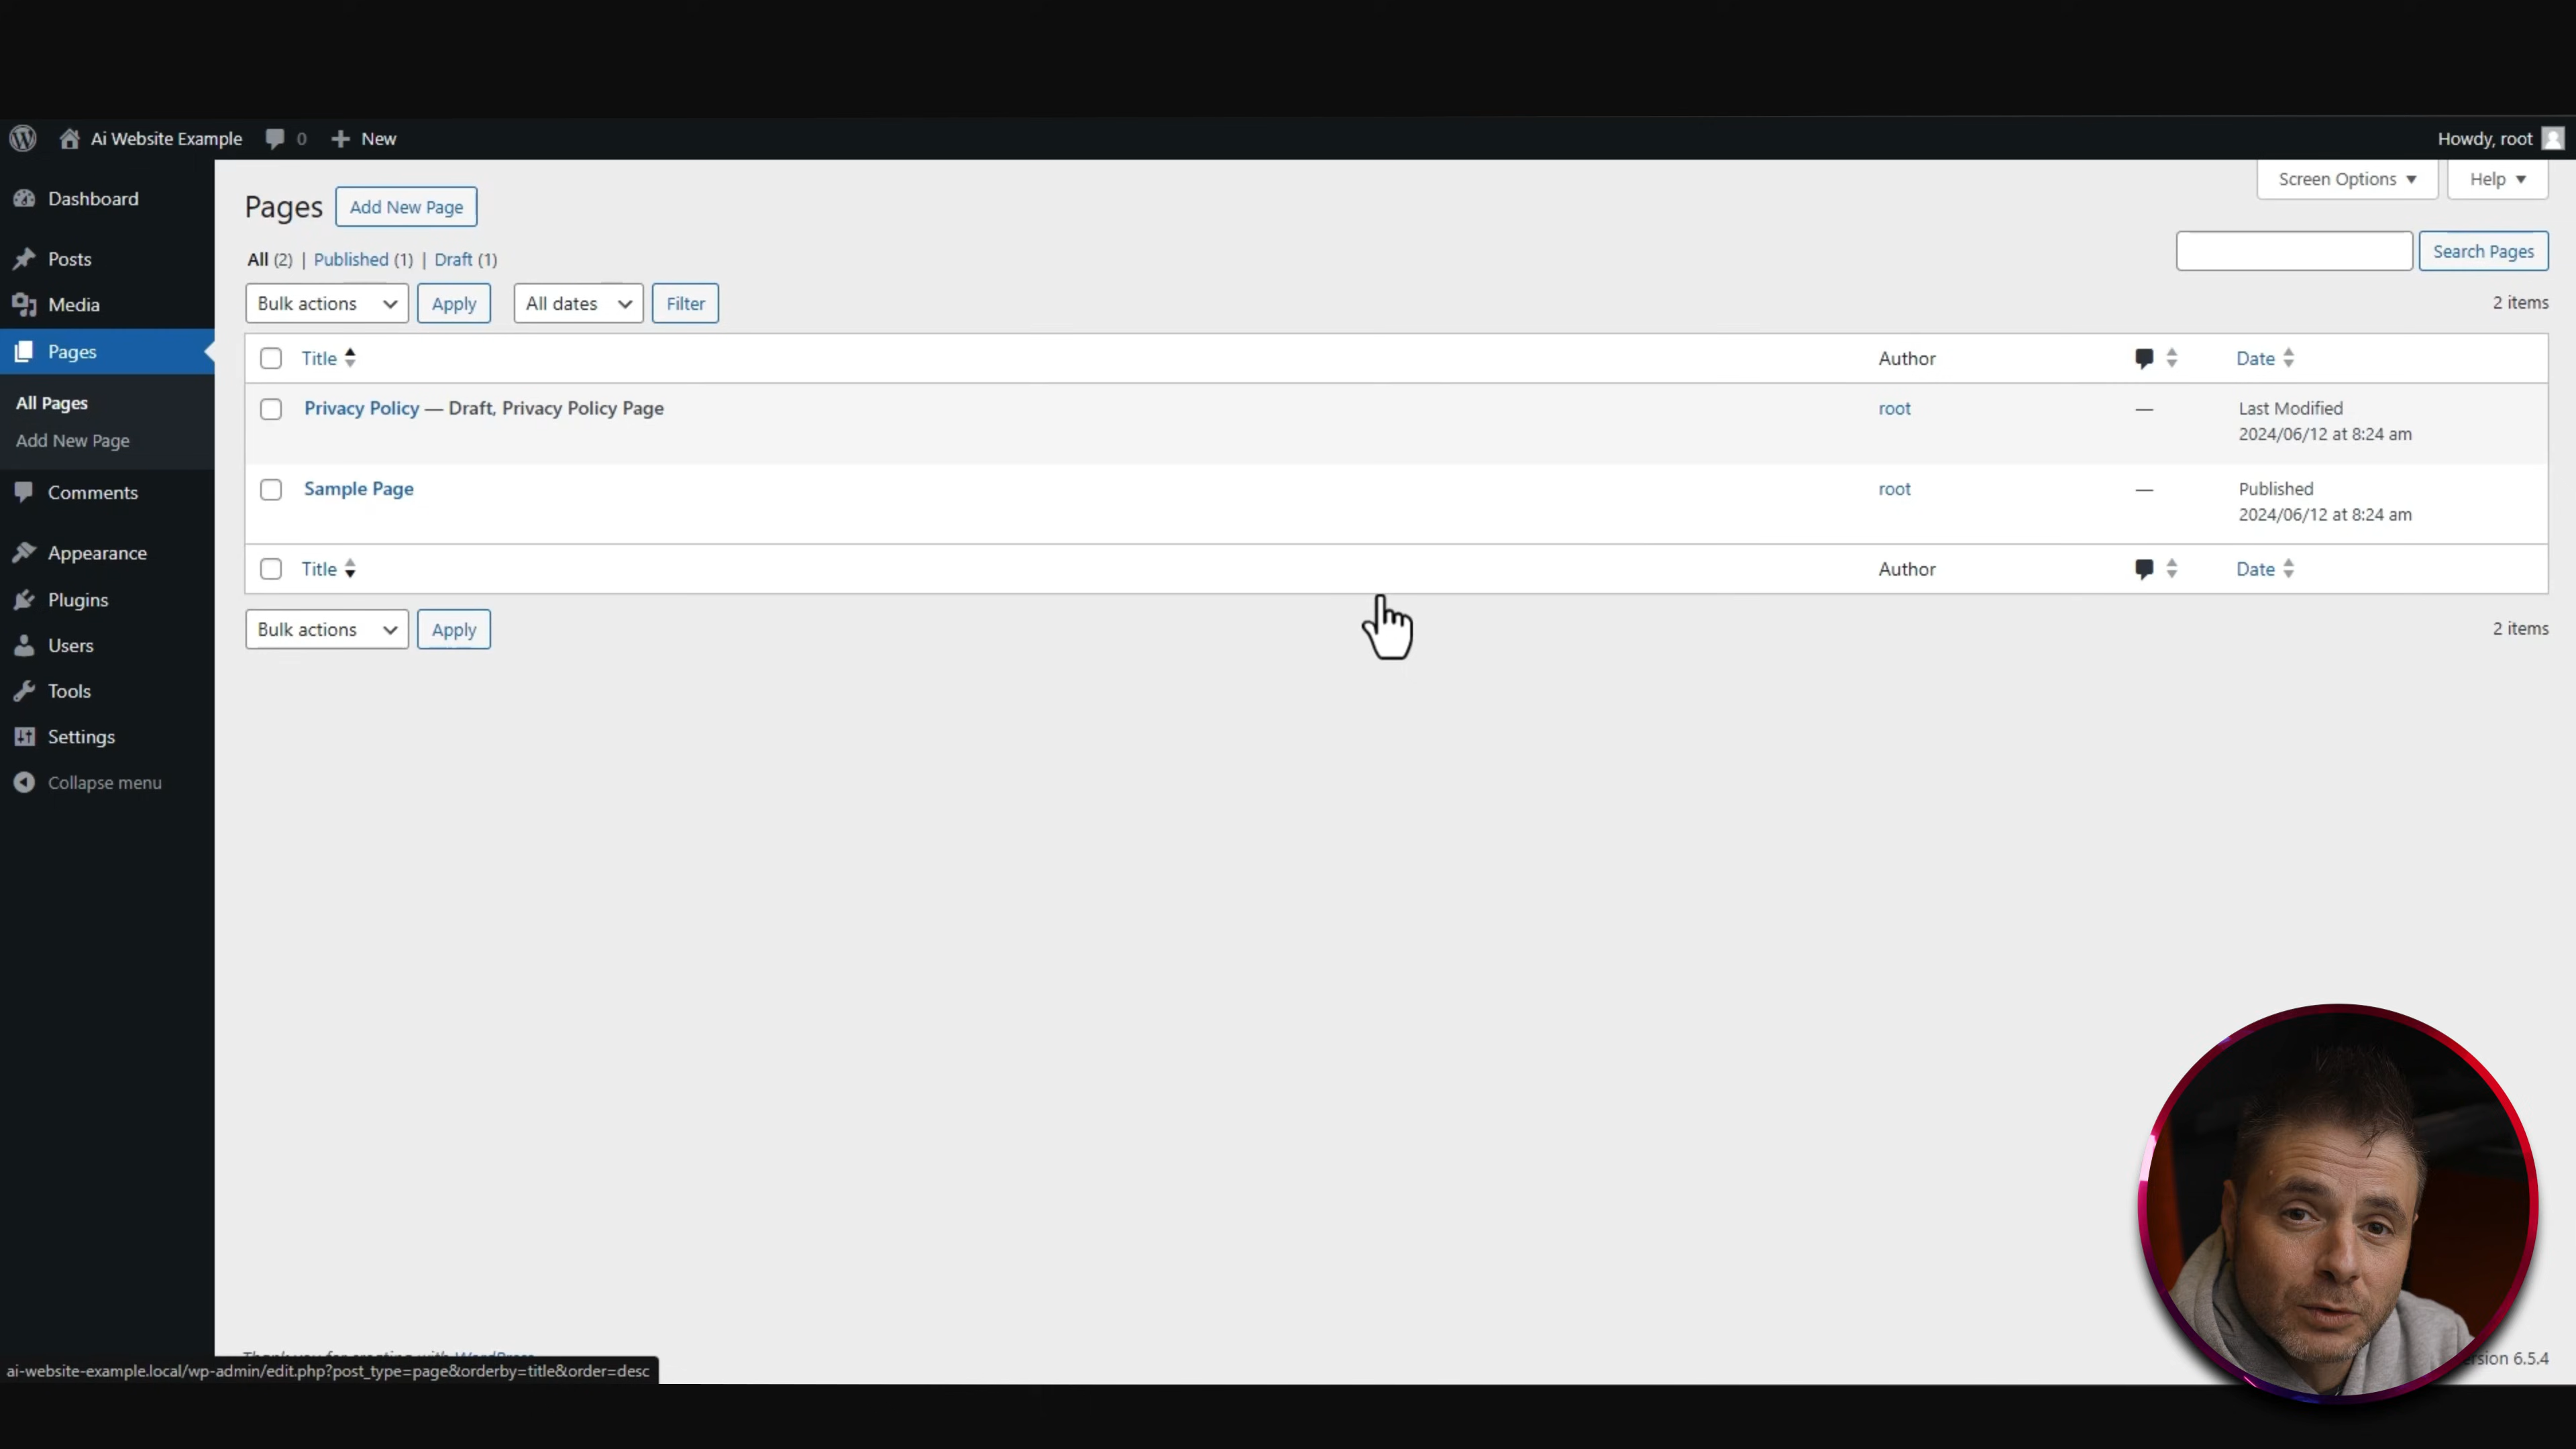 Ai Website Example 0 New Howdy, root
Dashboard
Posts
Media
Pages
All Pages
Add New Page
Comments
Appearance
Plugins
Users
Tools
Settings
Collapse menu
Screen Options Help
Pages Add New Page
All (2) | Published (1) | Draft (1)
Search Pages
Bulk actions Apply All dates Filter 2 items
Title Author Date
Privacy Policy — Draft, Privacy Policy Page root — Last Modified
2024/06/12 at 8:24 am
Sample Page root — Published
2024/06/12 at 8:24 am
Title Author Date
Bulk actions Apply 2 items
6.5.4
ai-website-example.local/wp-admin/edit.php?post_type=page&orderby=title&order=desc